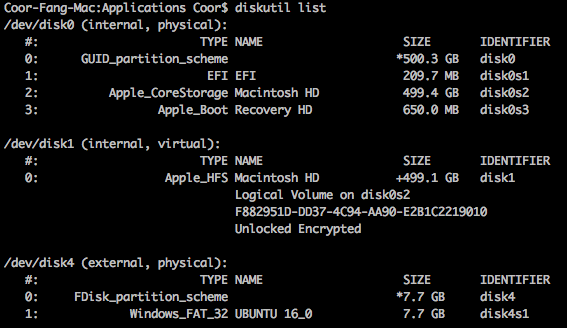 Coor-Fang-Mac:Applications Coor$ diskutil list
/dev/disk0 (internal, physical):
   #:                       TYPE NAME                    SIZE       IDENTIFIER
   0:      GUID_partition_scheme                        *500.3 GB   disk0
   1:                        EFI EFI                     209.7 MB   disk0s1
   2:          Apple_CoreStorage Macintosh HD            499.4 GB   disk0s2
   3:                 Apple_Boot Recovery HD             650.0 MB   disk0s3
/dev/disk1 (internal, virtual):
   #:                       TYPE NAME                    SIZE       IDENTIFIER
   0:                  Apple_HFS Macintosh HD           +499.1 GB   disk1
                                 Logical Volume on disk0s2
                                 F882951D-DD37-4C94-AA90-E2B1C2219010
                                 Unlocked Encrypted
/dev/disk4 (external, physical):
   #:                       TYPE NAME                    SIZE       IDENTIFIER
   0:     FDisk_partition_scheme                        *7.7 GB     disk4
   1:             Windows_FAT_32 UBUNTU 16_0             7.7 GB     disk4s1